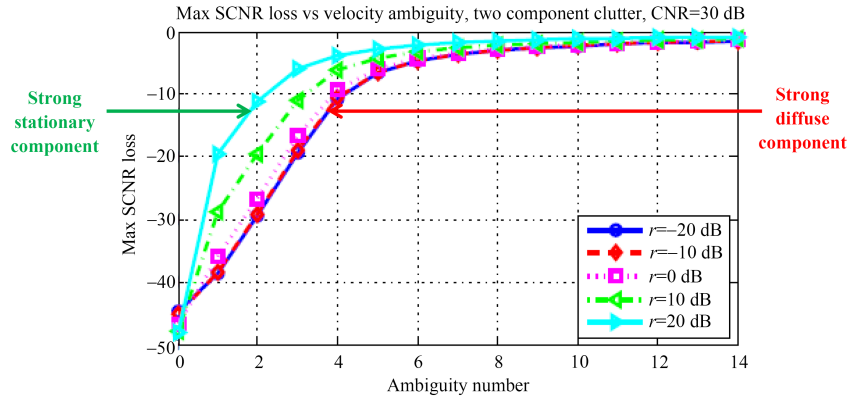 Max SCNR loss vs velocity ambiguity, two component clutter, CNR=30 dB
0
−10
−20
−30
−40
−50
Max SCNR loss
Strong
stationary
component
Strong
diffuse
component
r=−20 dB
r=−10 dB
r=0 dB
r=10 dB
r=20 dB
0 2 4 6 8 10 12 14
Ambiguity number